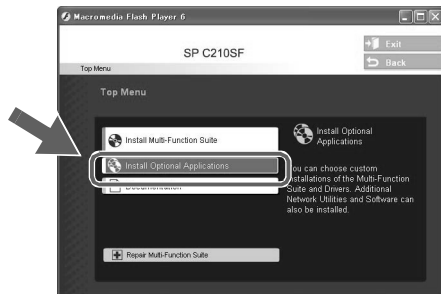 Macromedia Flash Player 6
SP C210SF
Exit
Back
Top Menu
Top Menu
Install Multi-Function Suite
Install Optional Applications
Documentation
Repair Multi-Function Suite
Install Optional
Applications
You can choose custom
installations of the Multi-Function
Suite and Drivers. Additional
Network Utilities and Software can
also be installed.